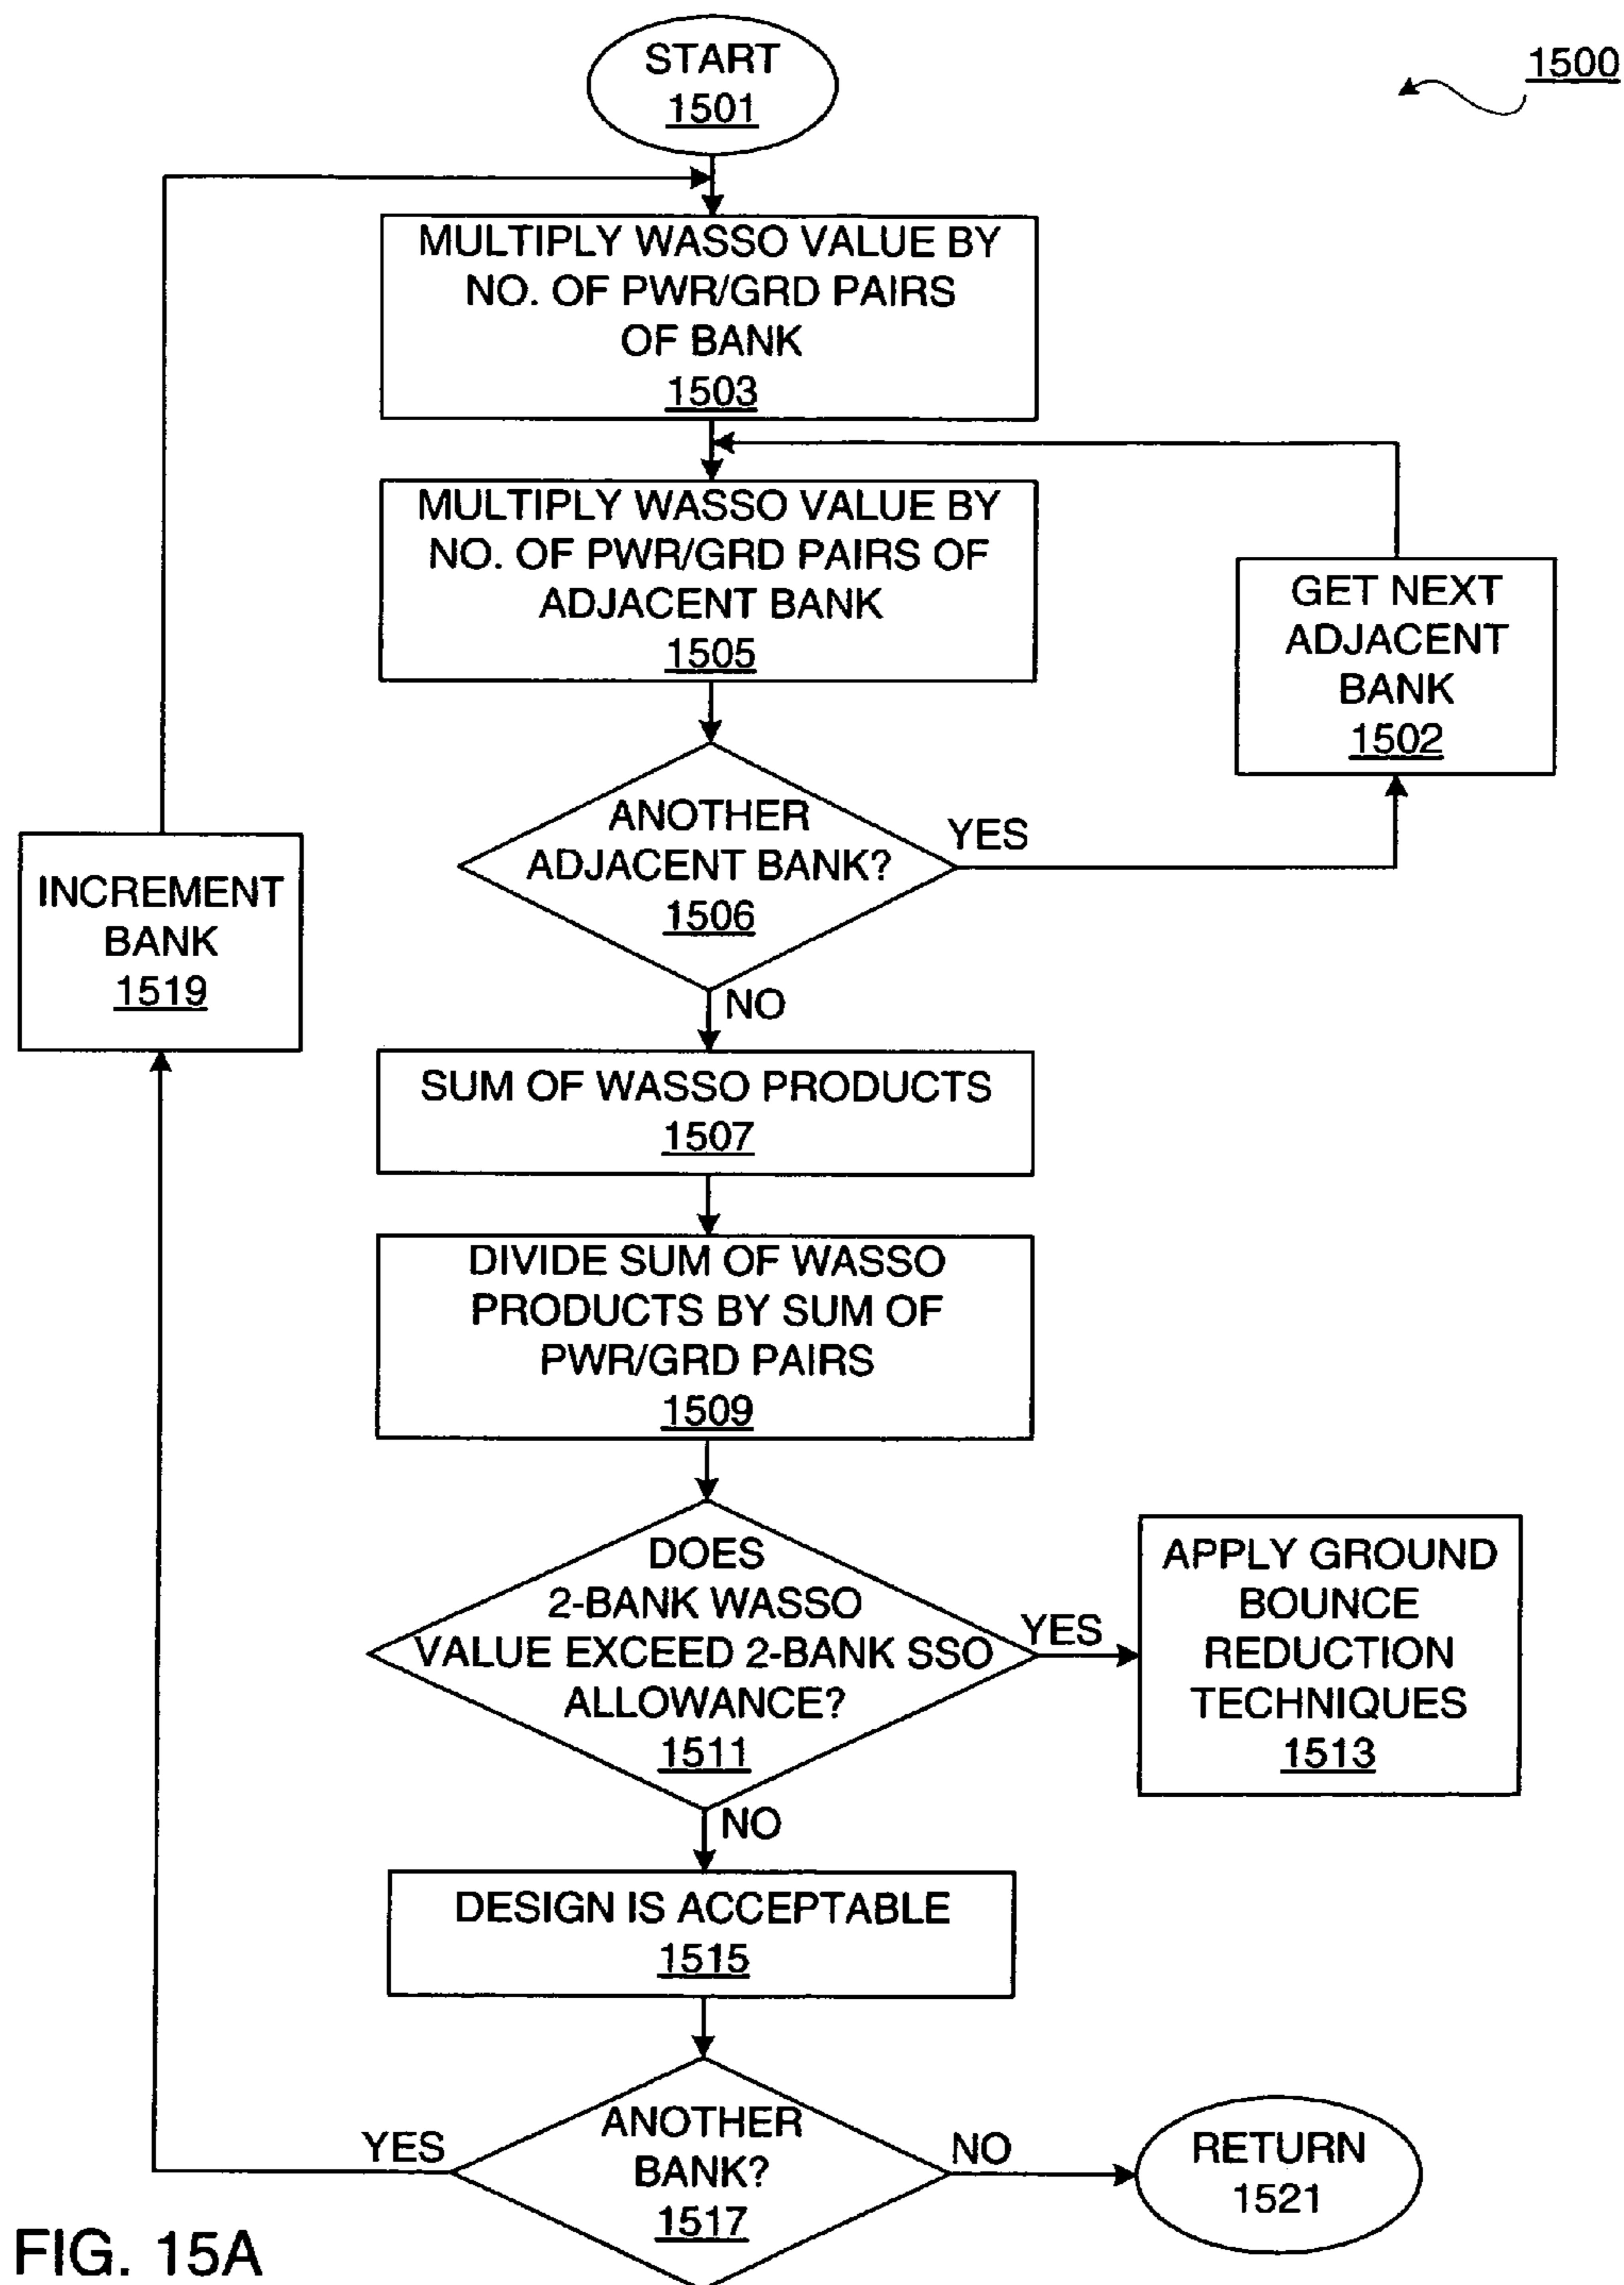 START
1501
1500
MULTIPLY WASSO VALUE BY
NO. OF PWR/GRD PAIRS
OF BANK
1503
MULTIPLY WASSO VALUE BY
NO. OF PWR/GRD PAIRS OF
ADJACENT BANK
1505
GET NEXT
ADJACENT
BANK
1502
ANOTHER
ADJACENT BANK?
1506
YES
INCREMENT
BANK
1519
NO
SUM OF WASSO PRODUCTS
1507
DIVIDE SUM OF WASSO
PRODUCTS BY SUM OF
PWR/GRD PAIRS
1509
DOES
2-BANK WASSO
VALUE EXCEED 2-BANK SSO
ALLOWANCE?
1511
YES
APPLY GROUND
BOUNCE
REDUCTION
TECHNIQUES
1513
NO
DESIGN IS ACCEPTABLE
1515
YES
ANOTHER
BANK?
1517
NO
RETURN
1521
FIG. 15A